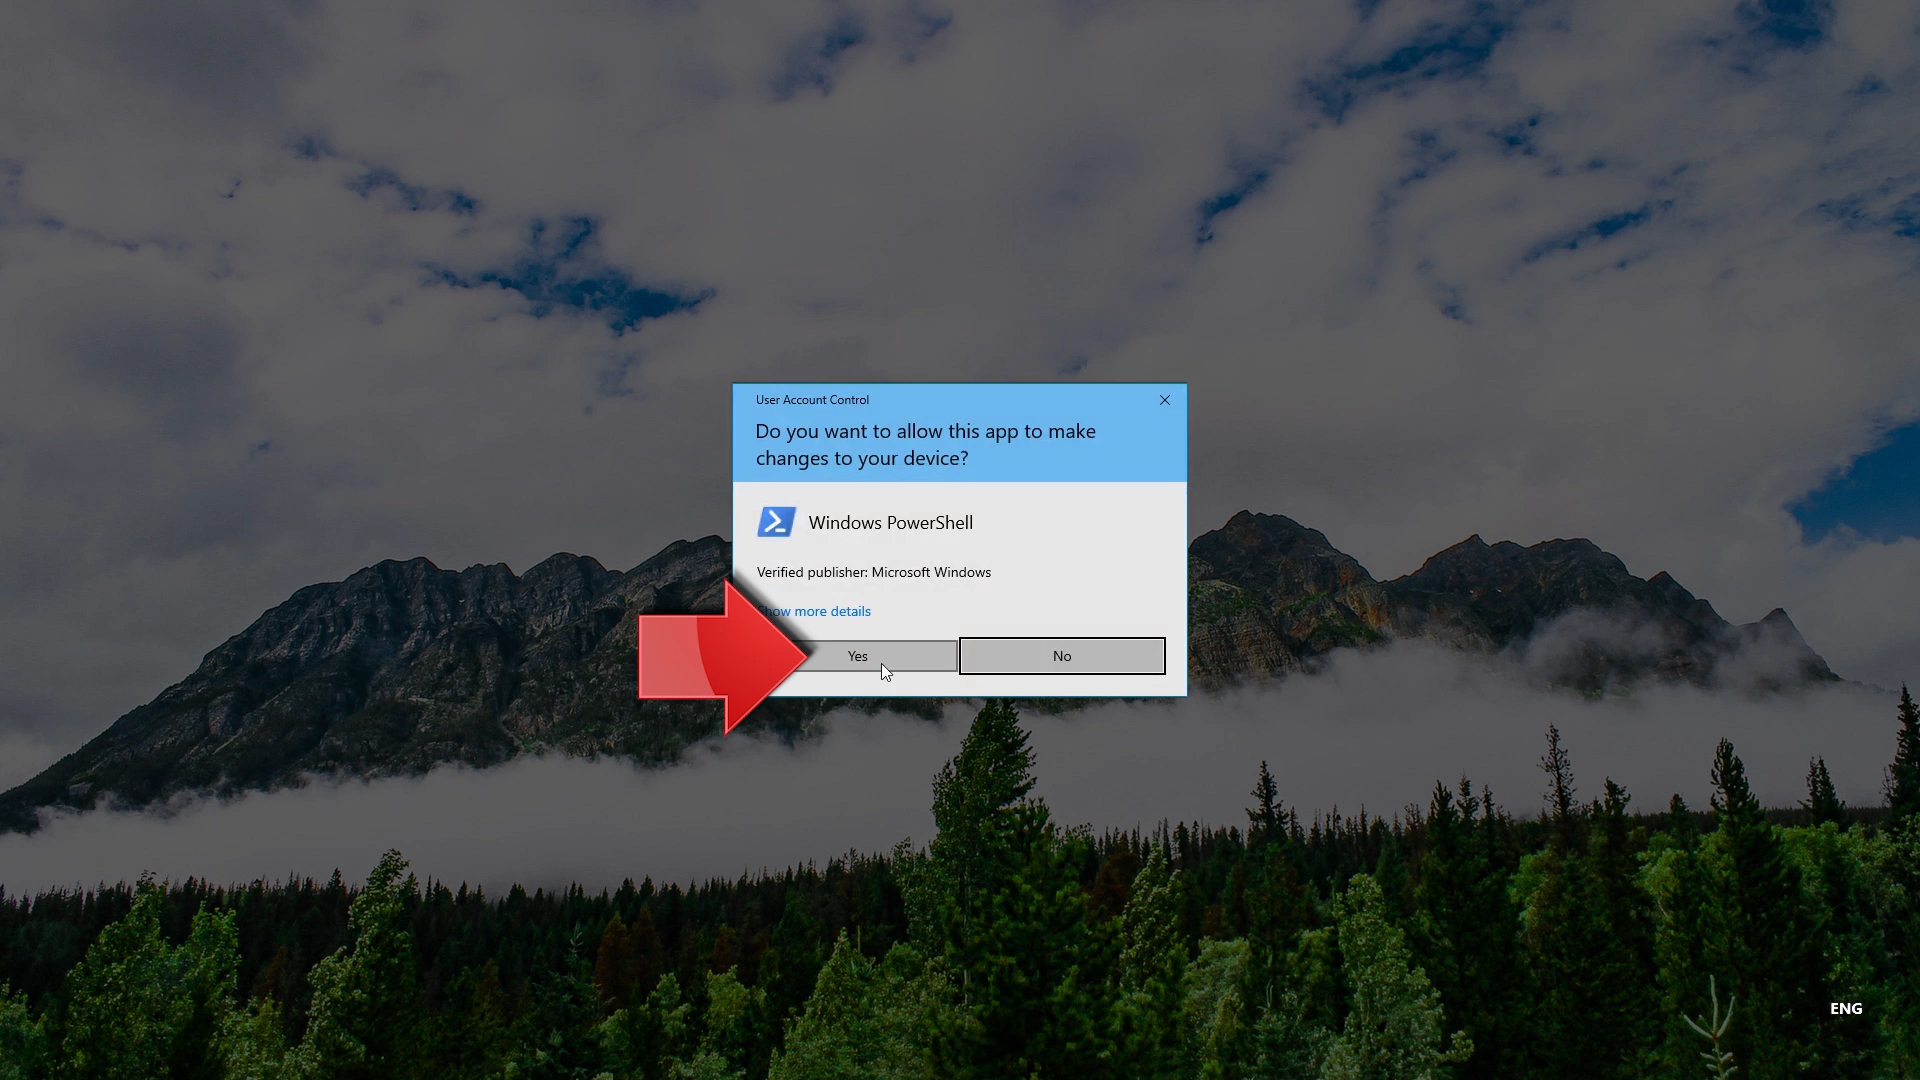 User Account Control
Do you want to allow this app to make
changes to your device?
Windows PowerShell
Verified publisher: Microsoft Windows
Show more details
Yes
No
ENG